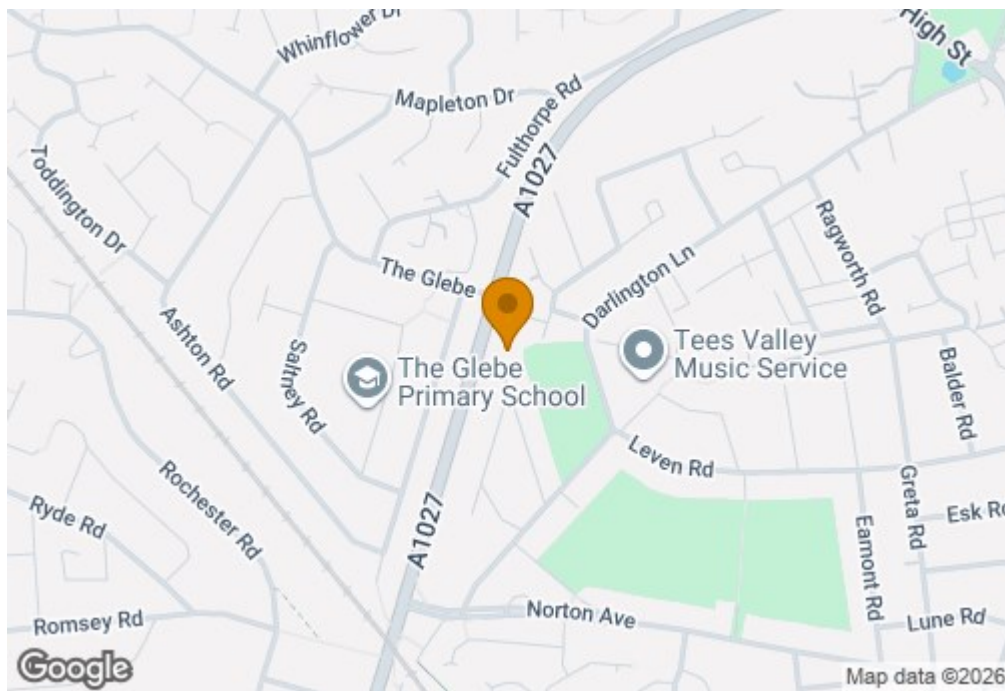 Whinflower Dr
High St
Mapleton Dr
Fulthorpe Rd
A1027
Toddington Dr
Ragworth Rd
The Glebe
Darlington Ln
Ashton Rd
Saltney Rd
The Glebe
Primary School
Tees Valley
Music Service
Balder Rd
Leven Rd
Rochester Rd
Ryde Rd
A1027
Greta Rd
Esk Ro
Eamont Rd
Norton Ave
Romsey Rd
Lune Rd
Google
Map data ©2026